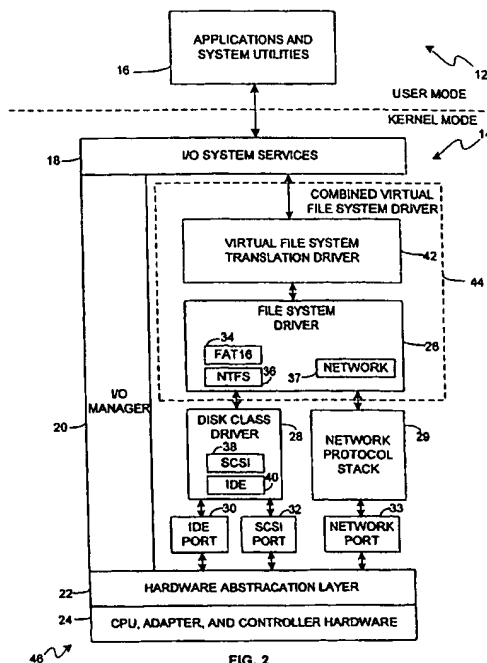 APPLICATIONS AND
SYSTEM UTILITIES
16
12
USER MODE
KERNEL MODE
14
18
I/O SYSTEM SERVICES
COMBINED VIRTUAL
FILE SYSTEM DRIVER
VIRTUAL FILE SYSTEM
TRANSLATION DRIVER
42
44
FILE SYSTEM
DRIVER
34
FAT16
36
NTFS
37
NETWORK
26
I/O
MANAGER
20
DISK CLASS
DRIVER
28
38
SCSI
IDE
40
NETWORK
PROTOCOL
STACK
29
30
IDE
PORT
32
SCSI
PORT
33
NETWORK
PORT
22
HARDWARE ABSTRACATION LAYER
24
CPU, ADAPTER, AND CONTROLLER HARDWARE
46
FIG. 2